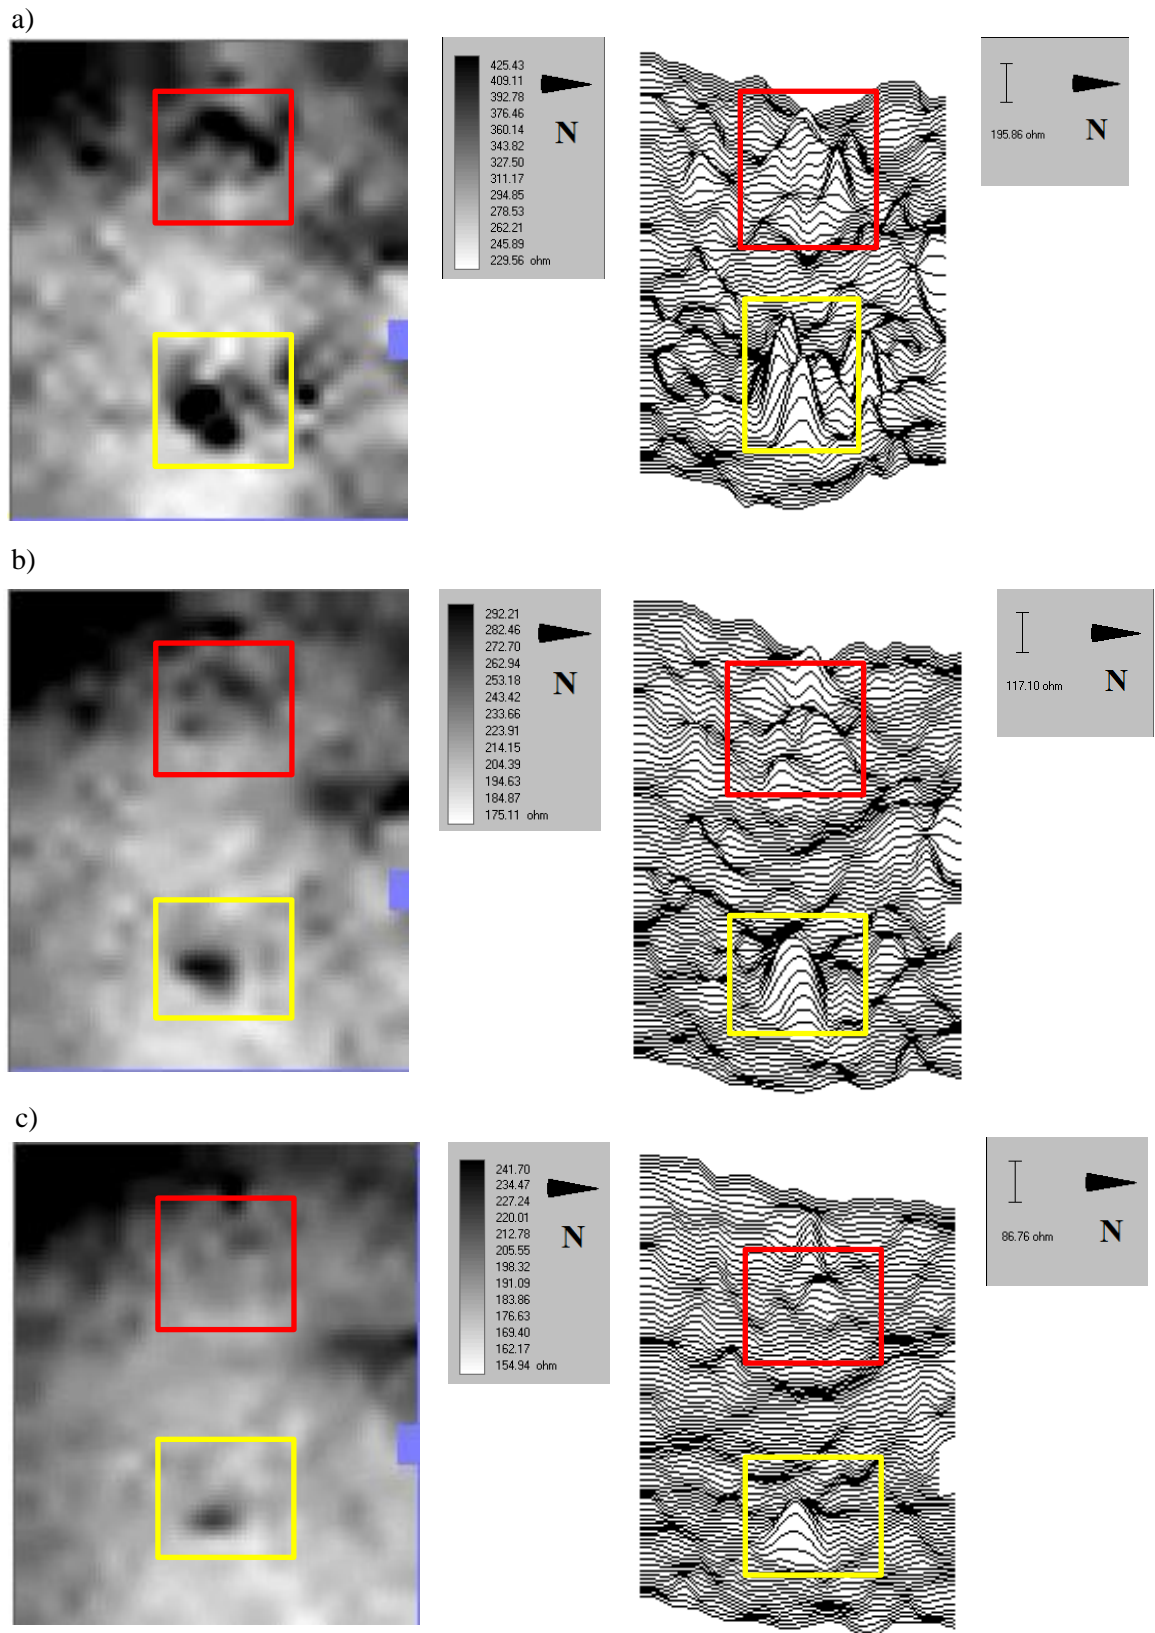 a)
425.43
409.11
392.78
376.46
360.14
343.82
327.50
311.17
294.85
278.53
262.21
245.89
229.56 ohm
N
195.86 ohm
N
b)
292.21
282.46
272.70
262.94
253.18
243.42
233.66
223.91
214.15
204.39
194.63
184.87
175.11 ohm
N
117.10 ohm
N
c)
241.70
234.47
227.24
220.01
212.78
205.55
198.32
191.09
183.86
176.63
169.40
162.17
154.94 ohm
N
86.76 ohm
N